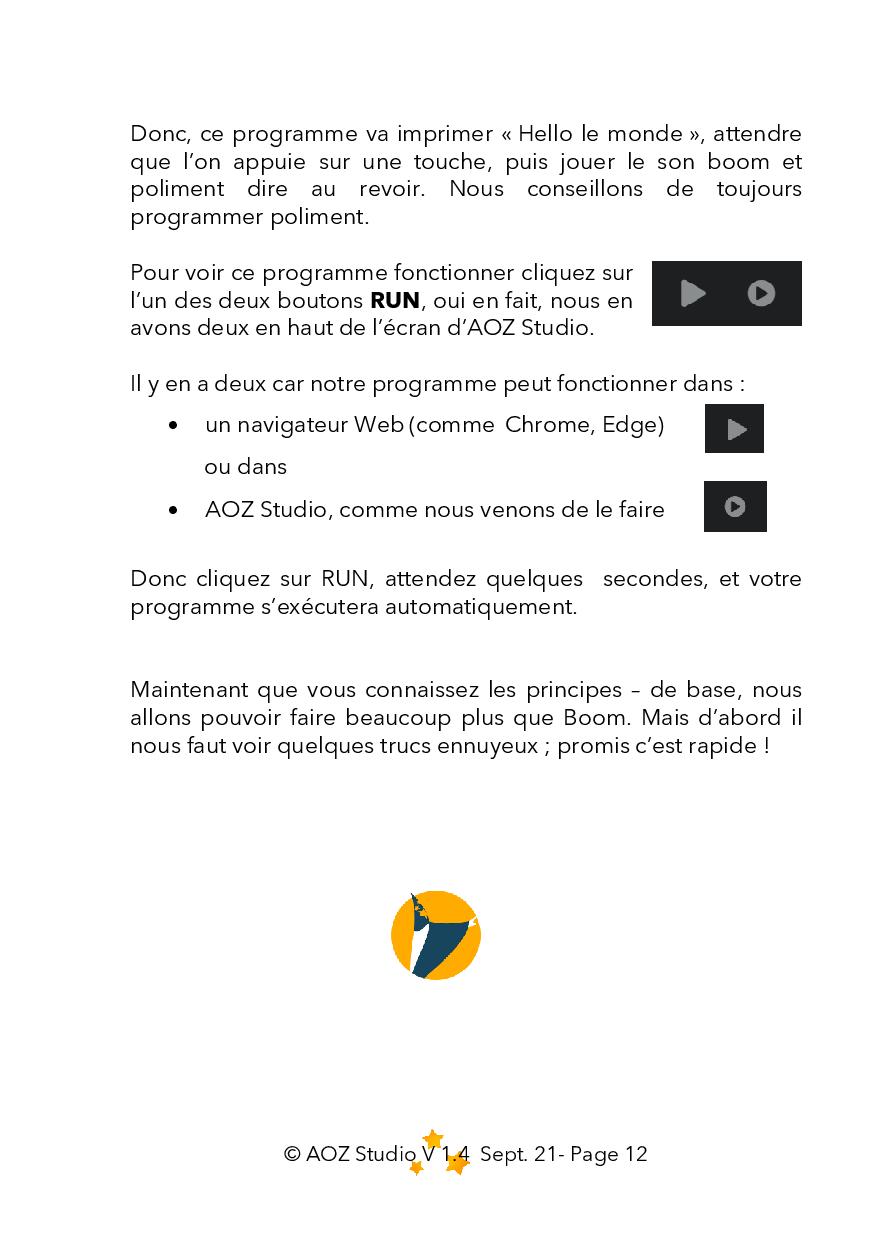 Donc, ce programme va imprimer « Hello le monde », attendre
que l’on appuie sur une touche, puis jouer le son boom et
poliment dire au revoir. Nous conseillons de toujours
programmer poliment.
Pour voir ce programme fonctionner cliquez sur
l’un des deux boutons RUN, oui en fait, nous en
avons deux en haut de l’écran d’AOZ Studio.
Il y en a deux car notre programme peut fonctionner dans :
• un navigateur Web (comme Chrome, Edge)
ou dans
• AOZ Studio, comme nous venons de le faire
Donc cliquez sur RUN, attendez quelques secondes, et votre
programme s’exécutera automatiquement.
Maintenant que vous connaissez les principes – de base, nous
allons pouvoir faire beaucoup plus que Boom. Mais d’abord il
nous faut voir quelques trucs ennuyeux ; promis c’est rapide !
© AOZ Studio V 1.4 Sept. 21- Page 12